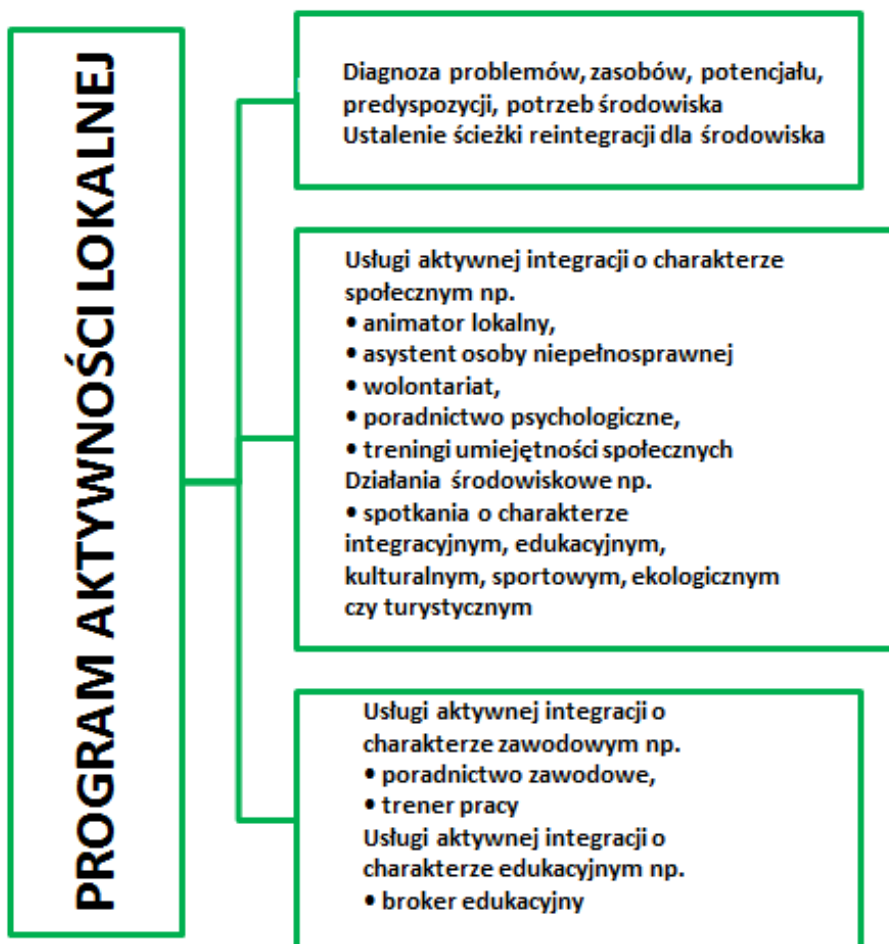 PROGRAM AKTYWNOŚCI LOKALNEJ
Diagnoza problemów, zasobów, potencjału,
predyspozycji, potrzeb środowiska
Ustalenie ścieżki reintegracji dla środowiska
Usługi aktywnej integracji o charakterze
społecznym np.
• animator lokalny,
• asystent osoby niepełnosprawnej
• wolontariat,
• poradnictwo psychologiczne,
• treningi umiejętności społecznych
Działania środowiskowe np.
• spotkania o charakterze
integracyjnym, edukacyjnym,
kulturalnym, sportowym, ekologicznym
czy turystycznym
Usługi aktywnej integracji o
charakterze zawodowym np.
• poradnictwo zawodowe,
• trener pracy
Usługi aktywnej integracji o
charakterze edukacyjnym np.
• broker edukacyjny